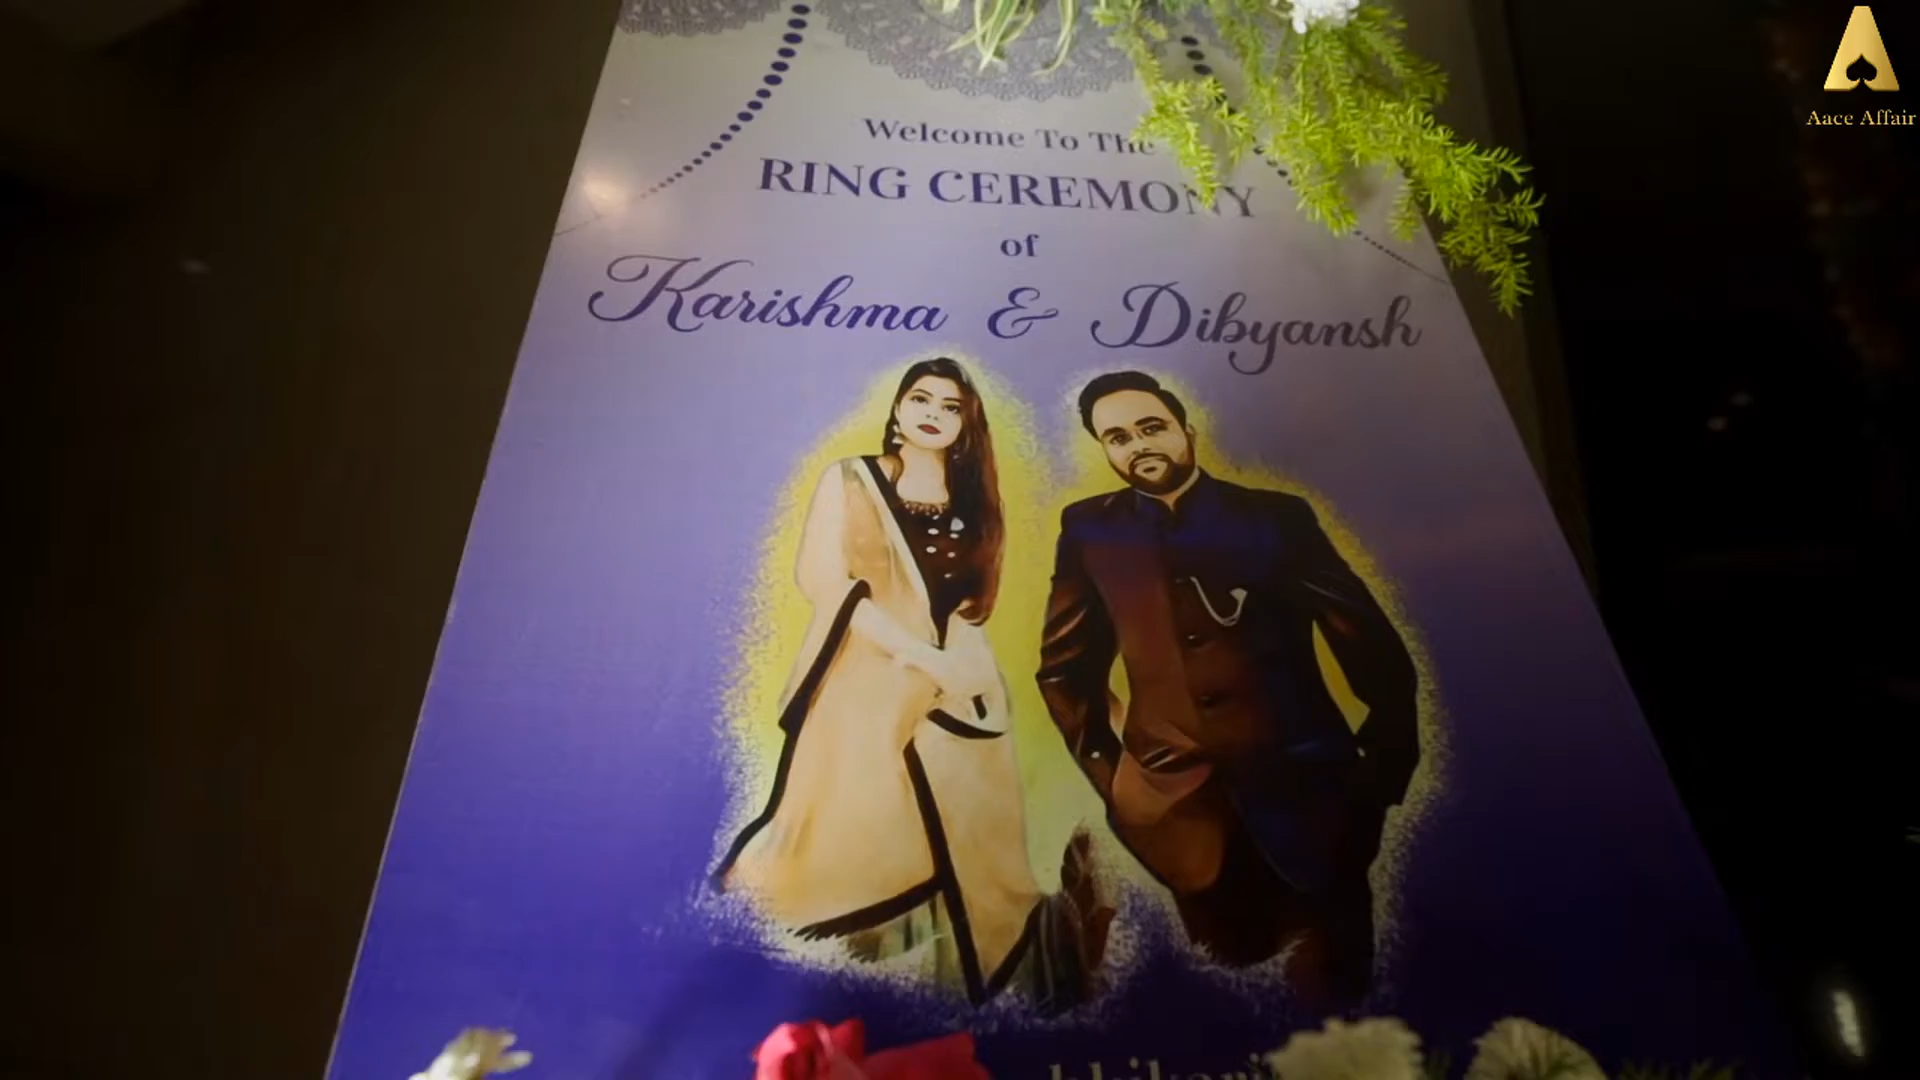 Aace Affair
Welcome To The
RING CEREMONY
of
Karishma & Dibyansh